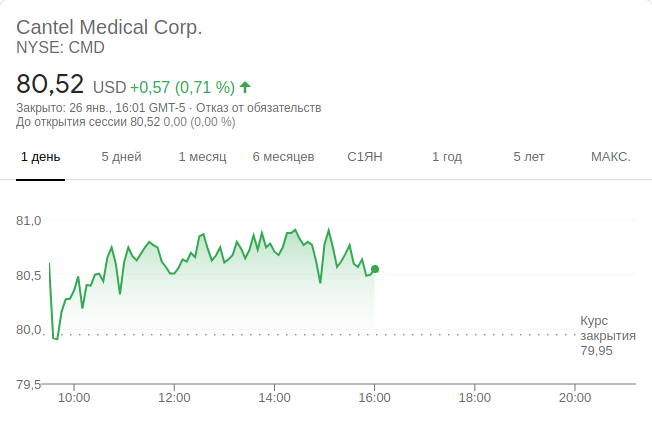 Cantel Medical Corp.
NYSE: CMD
80,52 USD +0,57 (0,71 %)
Закрыто: 26 янв., 16:01 GMT-5 · Отказ от обязательств
До открытия сессии 80,52 0,00 (0,00 %)
1 день 5 дней 1 месяц 6 месяцев С1ЯН 1 год 5 лет МАКС.
81,0
80,5
80,0
Курс
закрытия
79,95
79,5
10:00 12:00 14:00 16:00 18:00 20:00